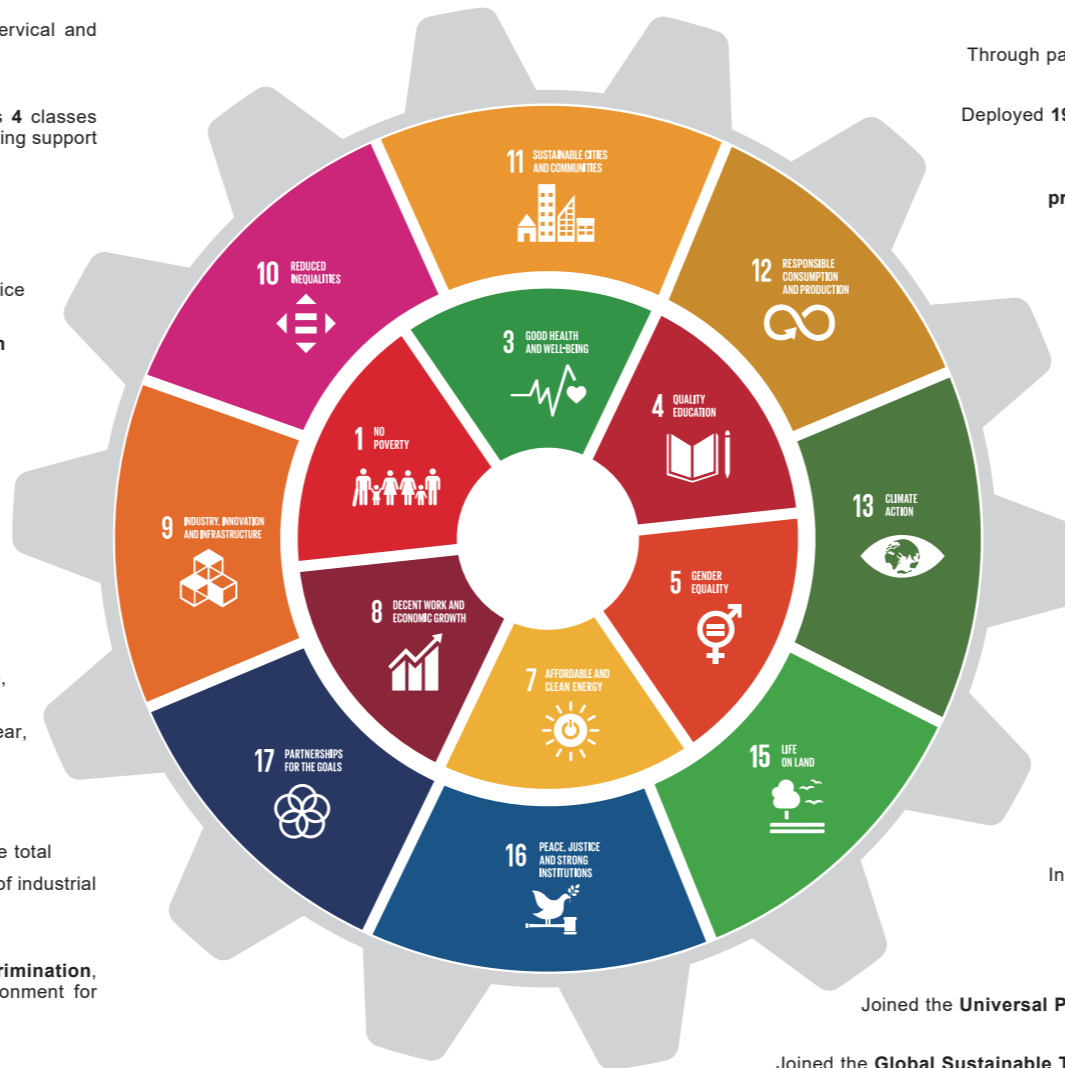 ervical and
4 classes
ing support
ice
ear,
e total
of industrial
rimination,
onment for
11 SUSTAINABLE CITIES
AND COMMUNITIES
10 REDUCED
INEQUALITIES
12 RESPONSIBLE
CONSUMPTION
AND PRODUCTION
3 GOOD HEALTH
AND WELL-BEING
4 QUALITY
EDUCATION
1 NO
POVERTY
13 CLIMATE
ACTION
9 INDUSTRY, INNOVATION
AND INFRASTRUCTURE
5 GENDER
EQUALITY
8 DECENT WORK AND
ECONOMIC GROWTH
7 AFFORDABLE AND
CLEAN ENERGY
15 LIFE
ON LAND
17 PARTNERSHIPS
FOR THE GOALS
16 PEACE, JUSTICE
AND STRONG
INSTITUTIONS
Through pa
Deployed 19
pr
In
Joined the Universal P
Joined the Global Sustainable T